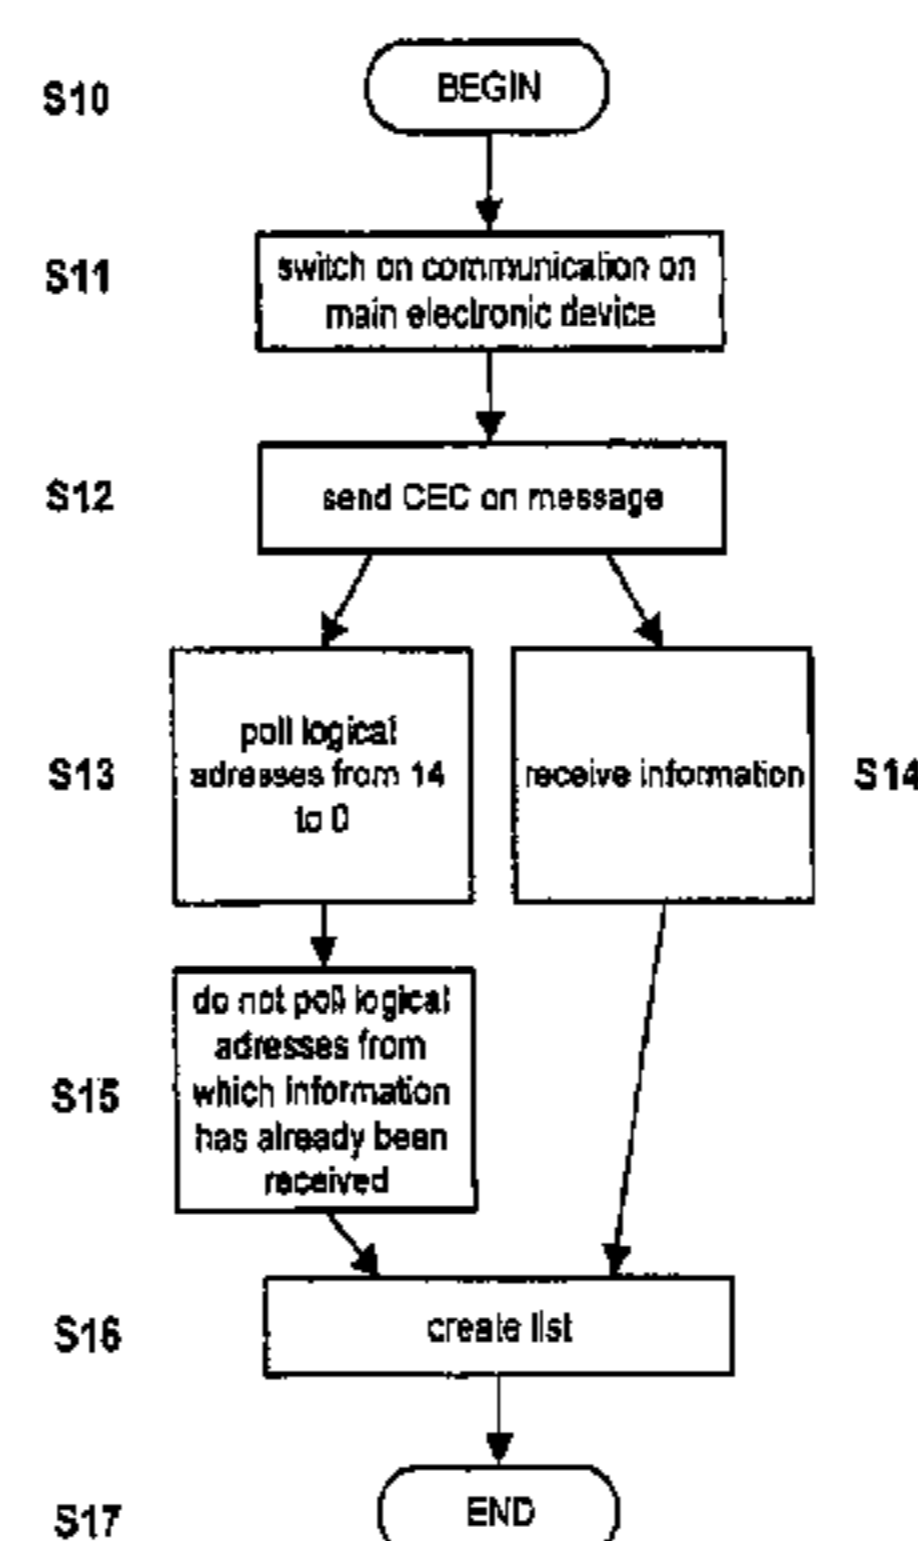 S10
BEGIN
S11
switch on communication on
main electronic device
S12
send CEC on message
S13
poll logical
adresses from 14
to 0
receive information
S14
S15
do not poll logical
adresses from
which information
has already been
received
S16
create list
S17
END